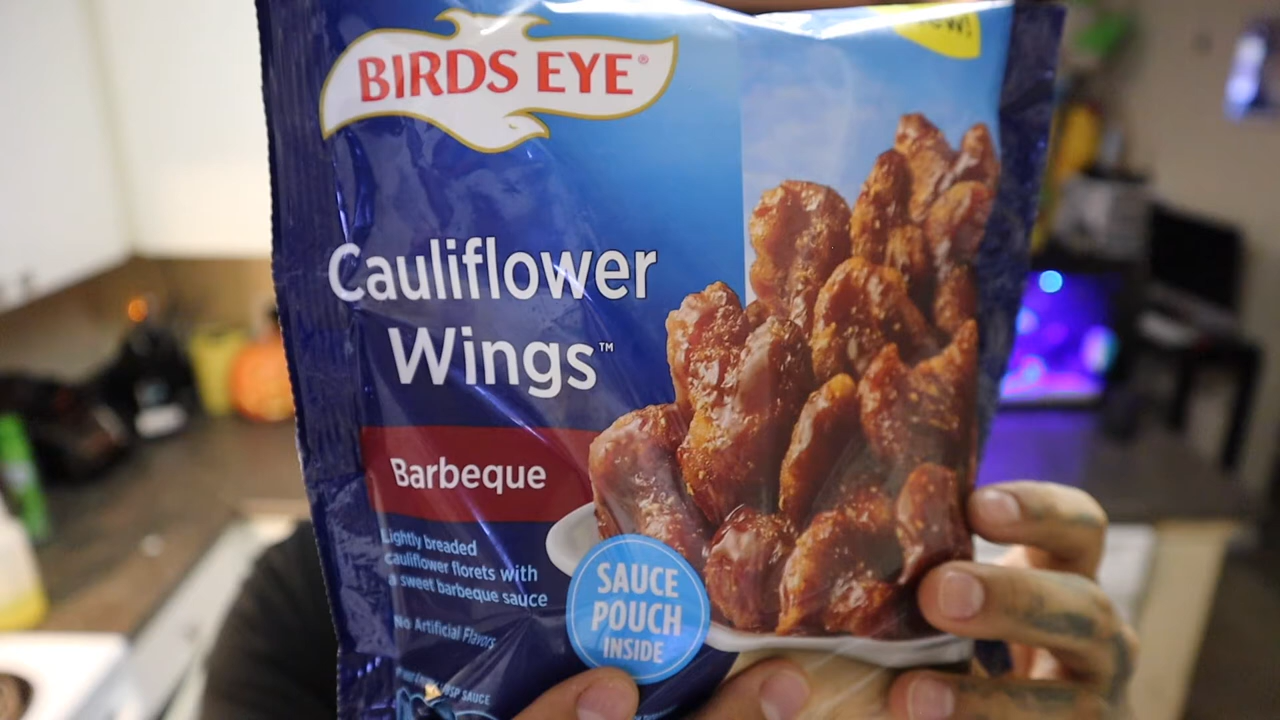 BIRDS EYE®
Cauliflower
Wings™
Barbeque
Lightly breaded
cauliflower florets with
a sweet barbeque sauce
No Artificial Flavors
SAUCE
POUCH
INSIDE
SAUCE